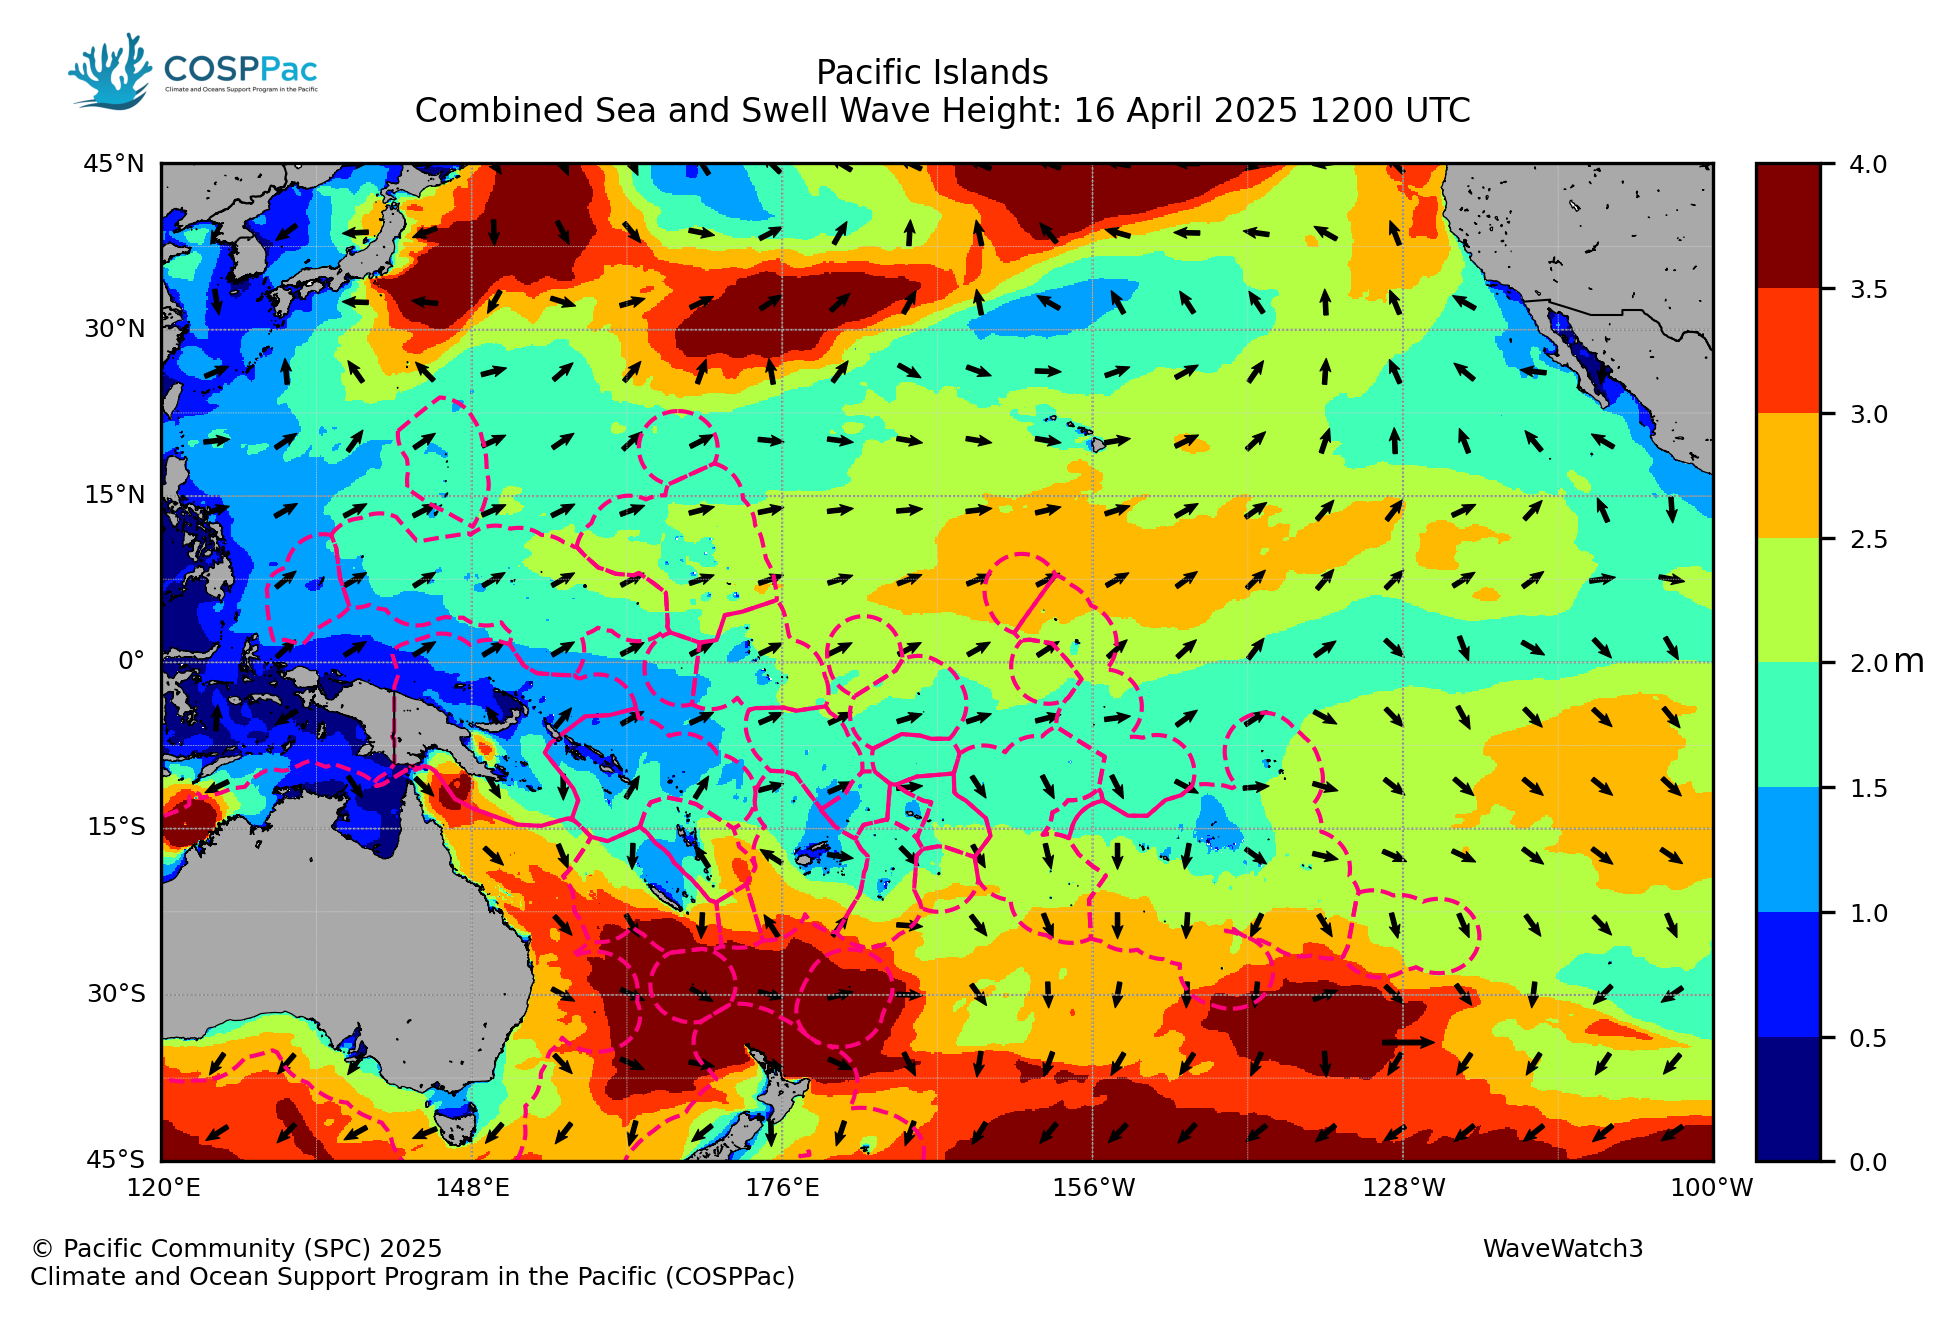 COSPPac
Climate and Oceans Support Program in the Pacific
Pacific Islands
Combined Sea and Swell Wave Height: 16 April 2025 1200 UTC
45°N
30°N
15°N
0°
15°S
30°S
45°S
120°E
148°E
176°E
156°W
128°W
100°W
4.0
3.5
3.0
2.5
2.0
m
1.5
1.0
0.5
0.0
© Pacific Community (SPC) 2025
WaveWatch3
Climate and Ocean Support Program in the Pacific (COSPPac)